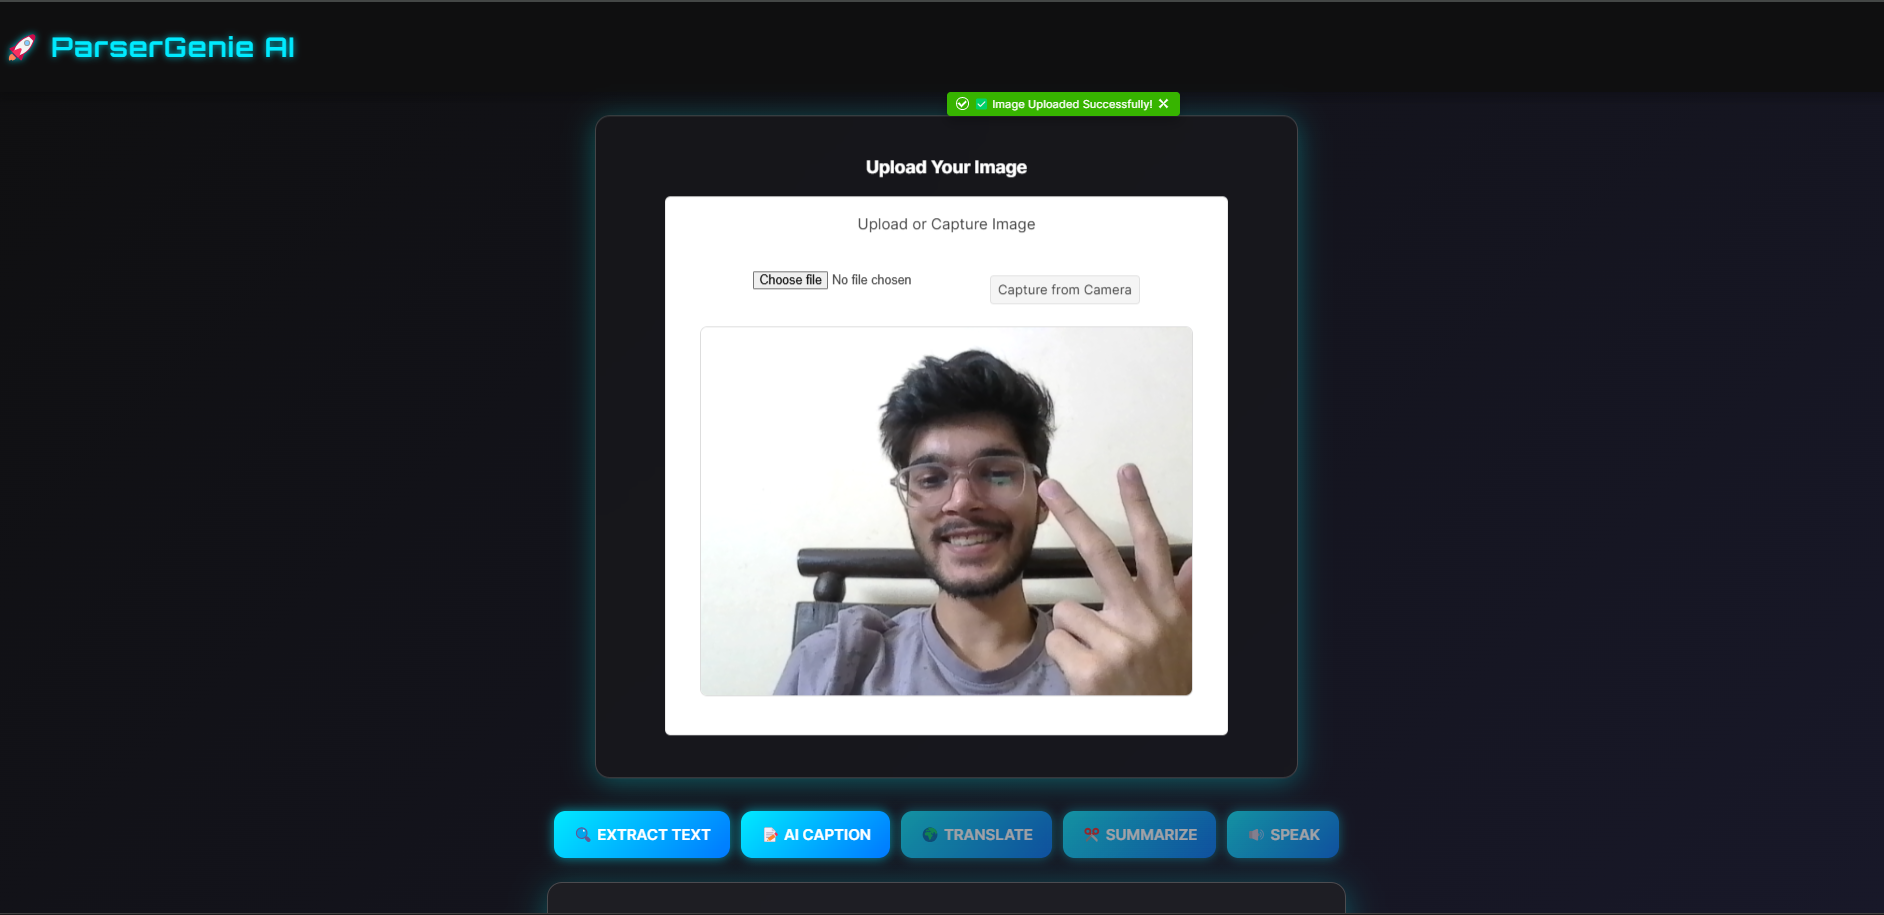 ParserGenie AI
Image Uploaded Successfully!
Upload Your Image
Upload or Capture Image
Choose file No file chosen
Capture from Camera
EXTRACT TEXT
AI CAPTION
TRANSLATE
SUMMARIZE
SPEAK